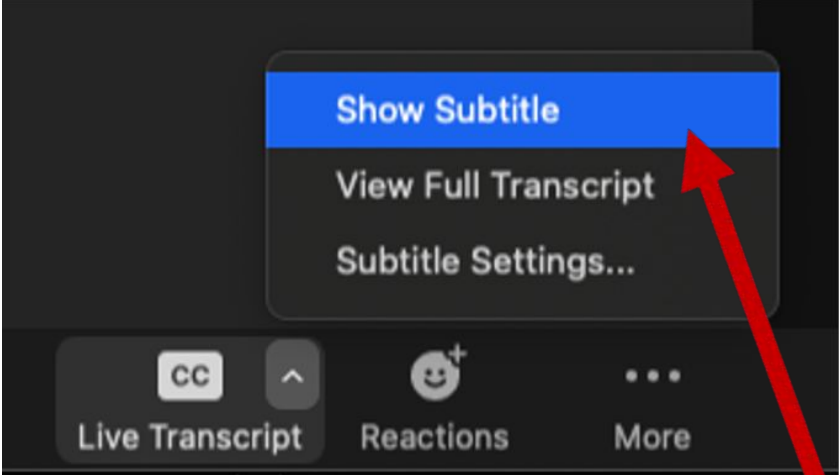 Show Subtitle
View Full Transcript
Subtitle Settings...
CC
Live Transcript
Reactions
More